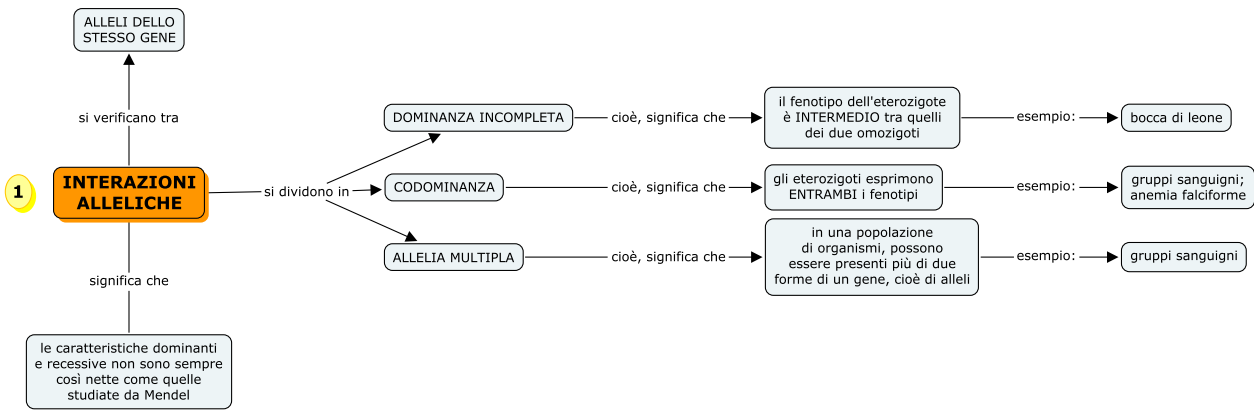 ALLELI DELLO
STESSO GENE
si verificano tra
1
INTERAZIONI
ALLELICHE
significa che
le caratteristiche dominanti
e recessive non sono sempre
così nette come quelle
studiate da Mendel
si dividono in
DOMINANZA INCOMPLETA
cioè, significa che
il fenotipo dell'eterozigote
è INTERMEDIO tra quelli
dei due omozigoti
esempio:
bocca di leone
CODOMINANZA
cioè, significa che
gli eterozigoti esprimono
ENTRAMBI i fenotipi
esempio:
gruppi sanguigni;
anemia falciforme
ALLELIA MULTIPLA
cioè, significa che
in una popolazione
di organismi, possono
essere presenti più di due
forme di un gene, cioè di alleli
esempio:
gruppi sanguigni